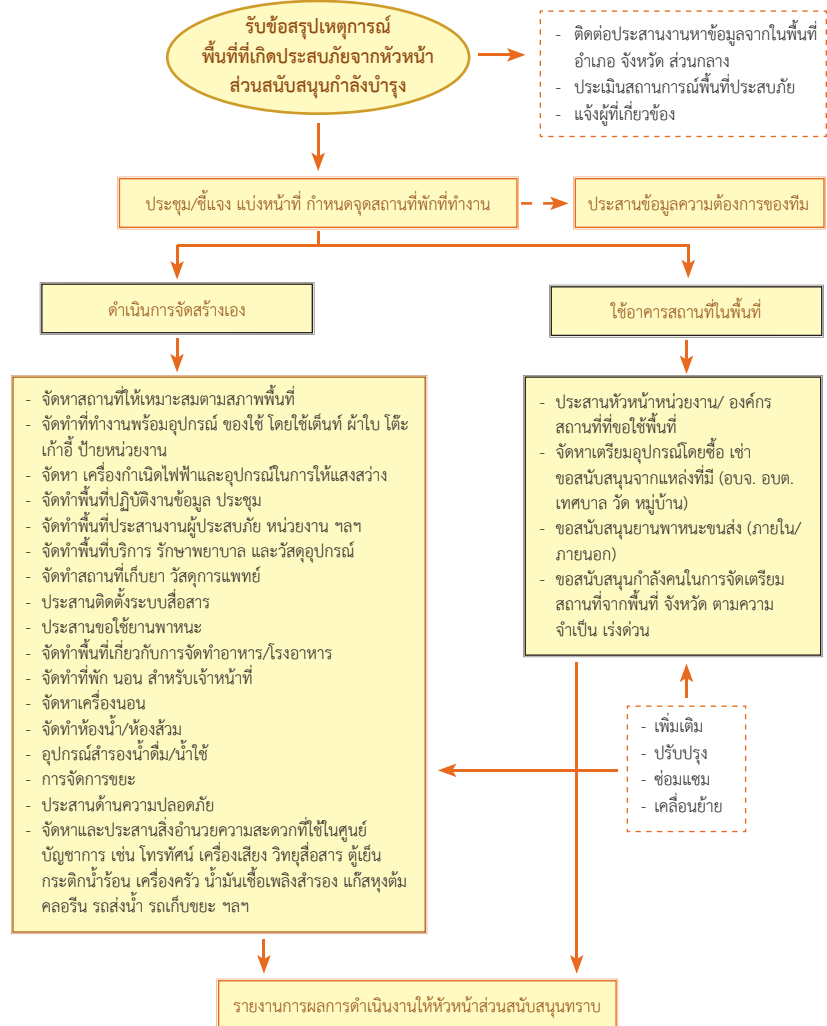 รับข้อสรุปเหตุการณ์
พื้นที่ที่เกิดประสบภัยจากหัวหน้า
ส่วนสนับสนุนกำลังบำรุง
- ติดต่อประสานงานหาข้อมูลจากในพื้นที่
อำเภอ จังหวัด ส่วนกลาง
- ประเมินสถานการณ์พื้นที่ประสบภัย
- แจ้งผู้ที่เกี่ยวข้อง
ประชุม/ชี้แจง แบ่งหน้าที่ กำหนดจุดสถานที่พักที่ทำงาน
ประสานข้อมูลความต้องการของทีม
ดำเนินการจัดสร้างเอง
ใช้อาคารสถานที่ในพื้นที่
- จัดหาสถานที่ให้เหมาะสมตามสภาพพื้นที่
- จัดทำที่ทำงานพร้อมอุปกรณ์ ของใช้ โดยใช้เต็นท์ ผ้าใบ โต๊ะ
เก้าอี้ ป้ายหน่วยงาน
- จัดหา เครื่องกำเนิดไฟฟ้าและอุปกรณ์ในการให้แสงสว่าง
- จัดทำพื้นที่ปฏิบัติงานข้อมูล ประชุม
- จัดทำพื้นที่ประสานงานผู้ประสบภัย หน่วยงาน ฯลฯ
- จัดทำพื้นที่บริการ รักษาพยาบาล และวัสดุอุปกรณ์
- จัดทำสถานที่เก็บยา วัสดุการแพทย์
- ประสานติดตั้งระบบสื่อสาร
- ประสานขอใช้ยานพาหนะ
- จัดทำพื้นที่เกี่ยวกับการจัดทำอาหาร/โรงอาหาร
- จัดทำที่พัก นอน สำหรับเจ้าหน้าที่
- จัดหาเครื่องนอน
- จัดทำห้องน้ำ/ห้องส้วม
- อุปกรณ์สำรองน้ำดื่ม/น้ำใช้
- การจัดการขยะ
- ประสานด้านความปลอดภัย
- จัดหาและประสานสิ่งอำนวยความสะดวกที่ใช้ในศูนย์
บัญชาการ เช่น โทรทัศน์ เครื่องเสียง วิทยุสื่อสาร ตู้เย็น
กระติกน้ำร้อน เครื่องครัว น้ำมันเชื้อเพลิงสำรอง แก๊สหุงต้ม
คลอรีน รถส่งน้ำ รถเก็บขยะ ฯลฯ
- ประสานหัวหน้าหน่วยงาน/ องค์กร
สถานที่ที่ขอใช้พื้นที่
- จัดหาเตรียมอุปกรณ์โดยซื้อ เช่า
ขอสนับสนุนจากแหล่งที่มี (อบจ. อบต.
เทศบาล วัด หมู่บ้าน)
- ขอสนับสนุนยานพาหนะขนส่ง (ภายใน/
ภายนอก)
- ขอสนับสนุนกำลังคนในการจัดเตรียม
สถานที่จากพื้นที่ จังหวัด ตามความ
จำเป็น เร่งด่วน
- เพิ่มเติม
- ปรับปรุง
- ซ่อมแซม
- เคลื่อนย้าย
รายงานการผลการดำเนินงานให้หัวหน้าส่วนสนับสนุนทราบ